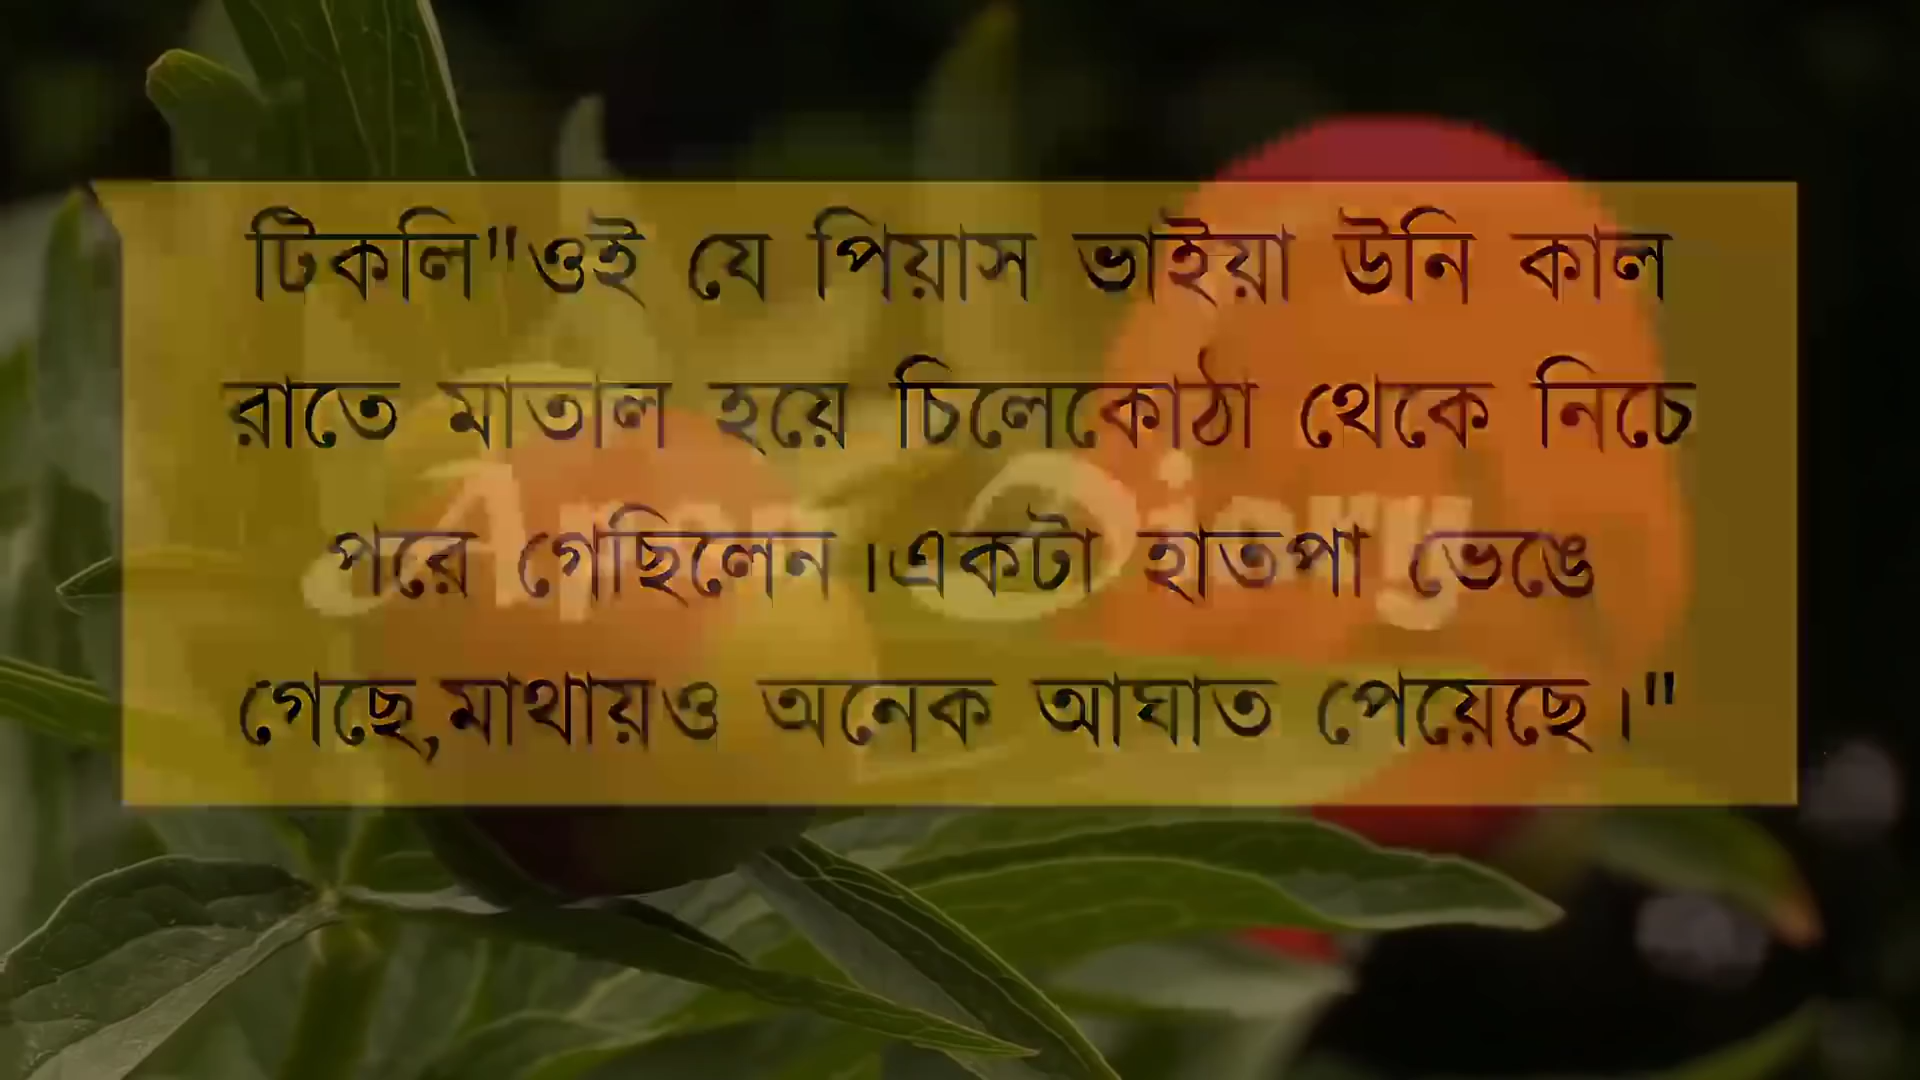 টিকলি"ওই যে পিয়াস ভাইয়া উনি কাল
রাতে মাতাল হয়ে চিলেকোঠা থেকে নিচে
পরে গেছিলেন।একটা হাতপা ভেঙে
গেছে,মাথায়ও অনেক আঘাত পেয়েছে।"